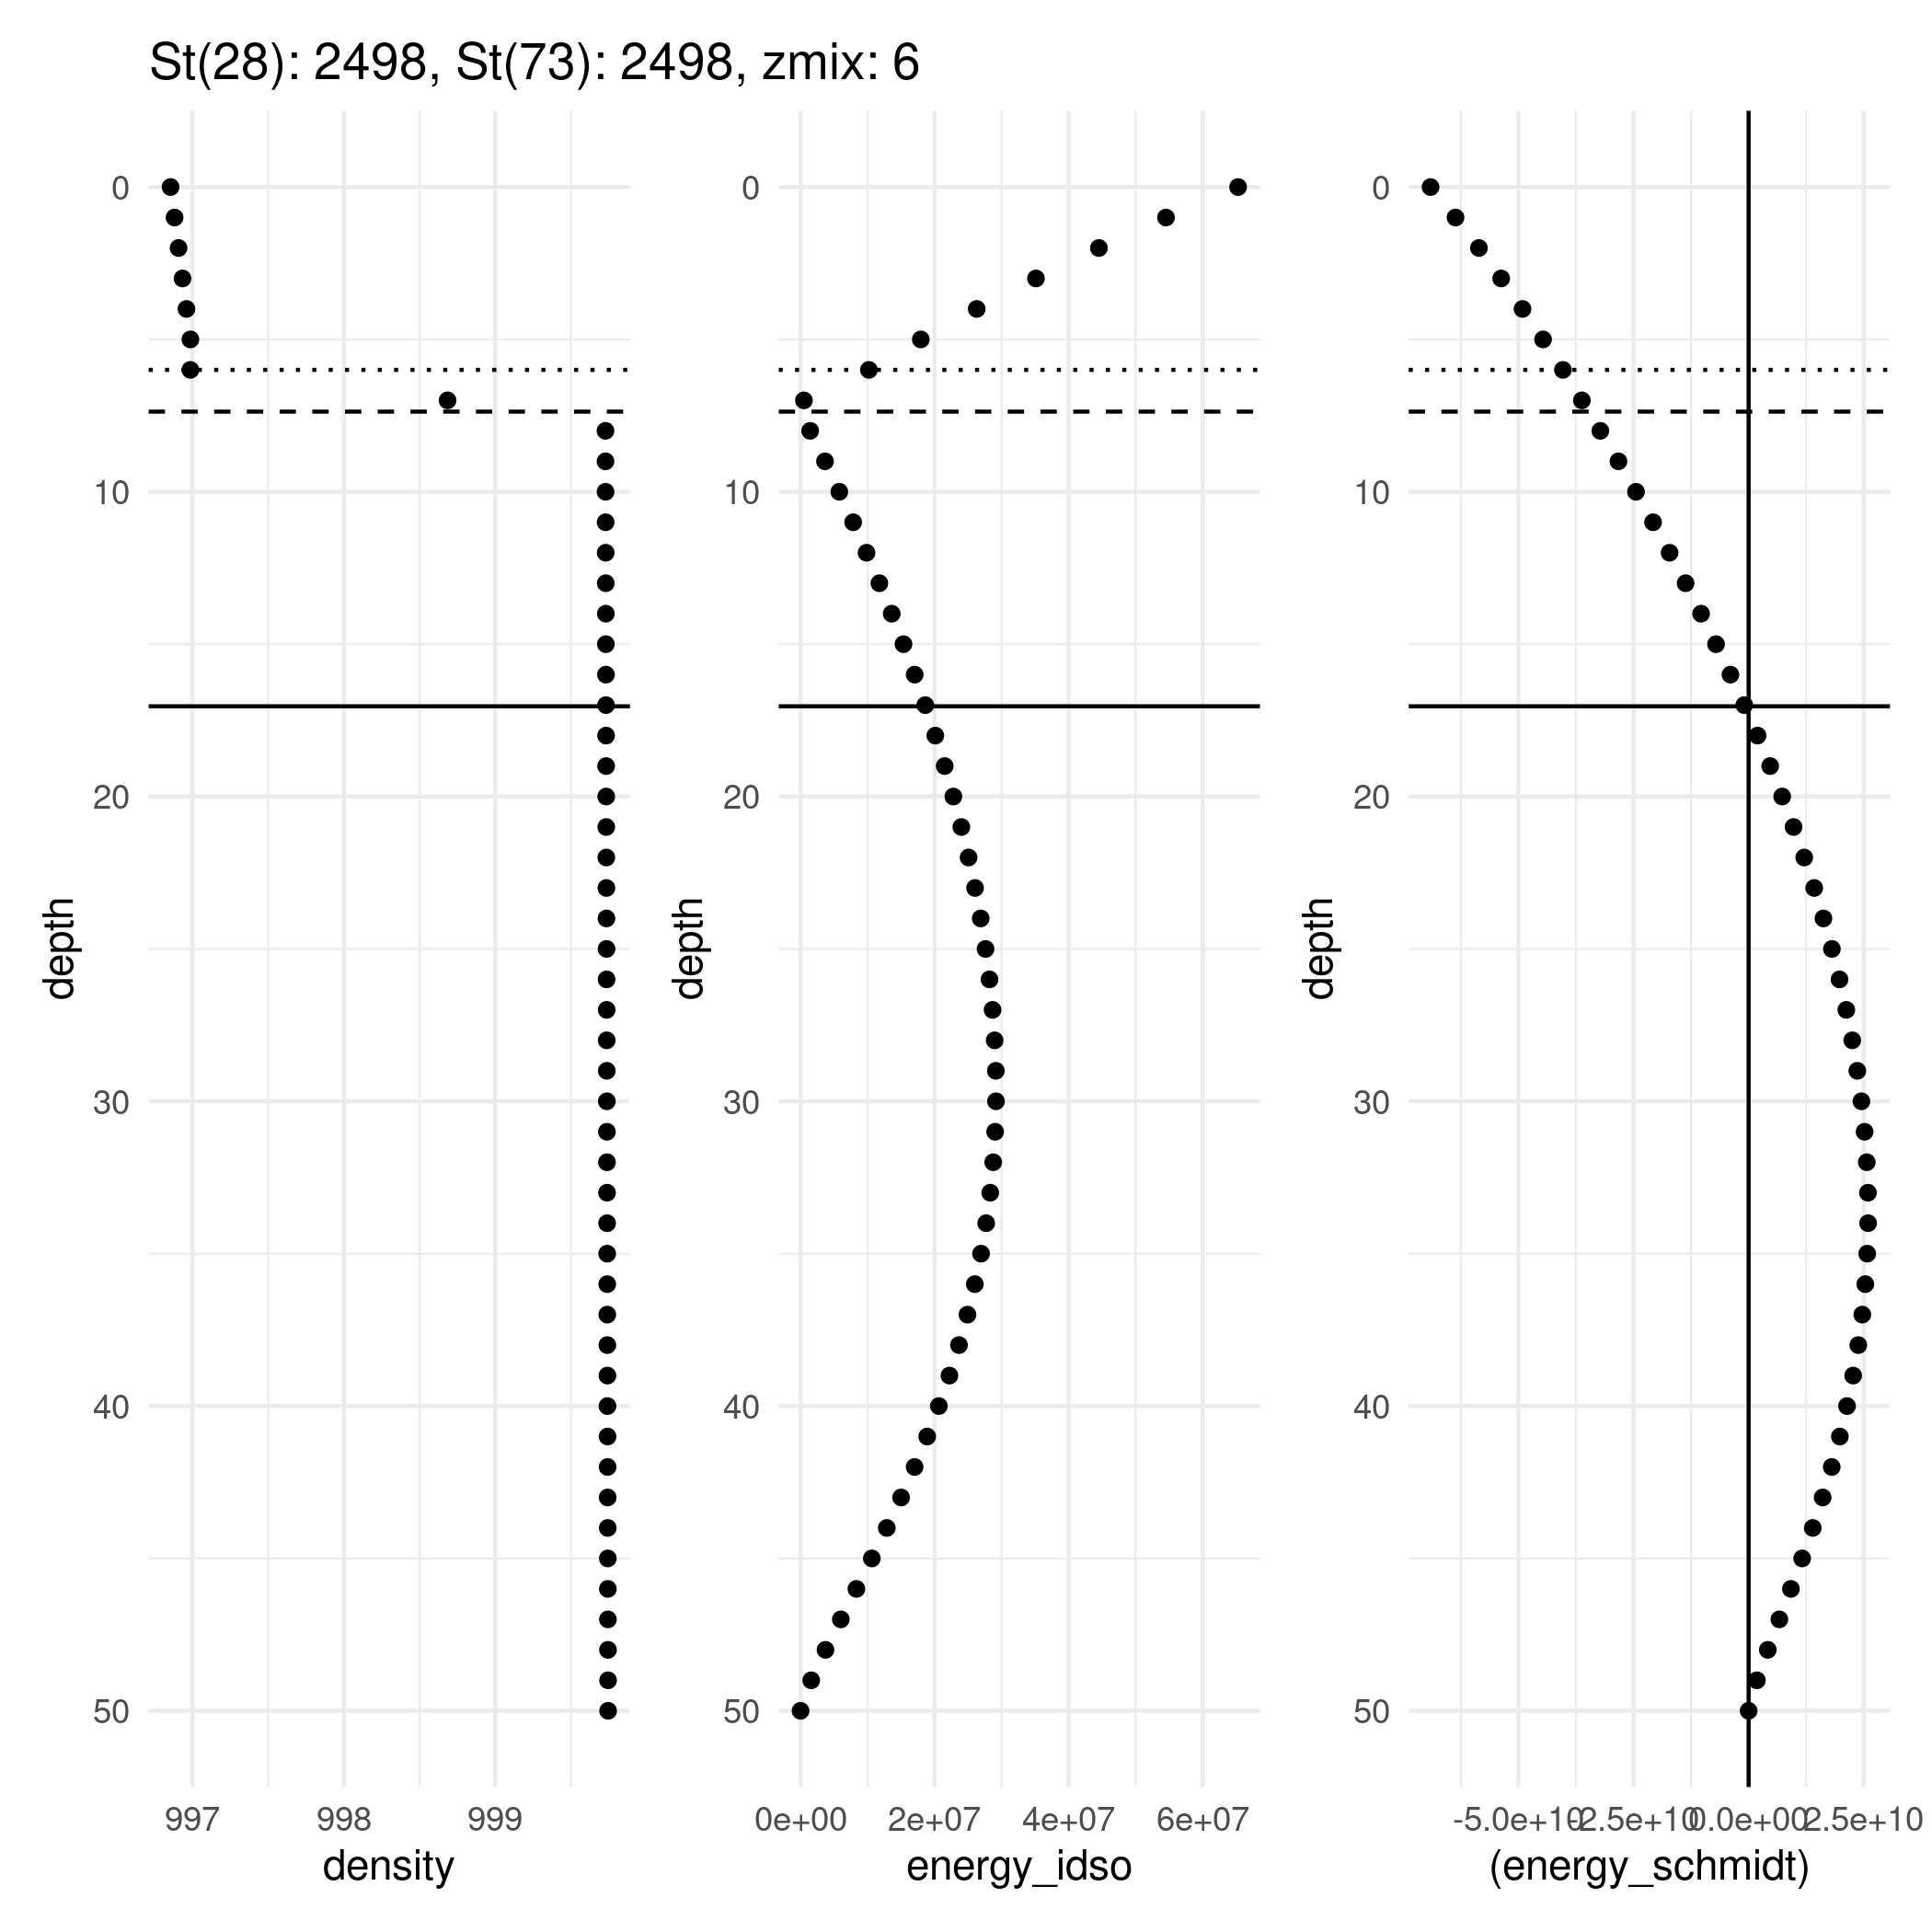 St(28): 2498, St(73): 2498, zmix: 6
depth
0
10
20
30
40
50
997 998 999
density
depth
0
10
20
30
40
50
0e+00 2e+07 4e+07 6e+07
energy_idso
depth
0
10
20
30
40
50
-5.0e+10 -2.5e+10 0.0e+00 2.5e+10
(energy_schmidt)